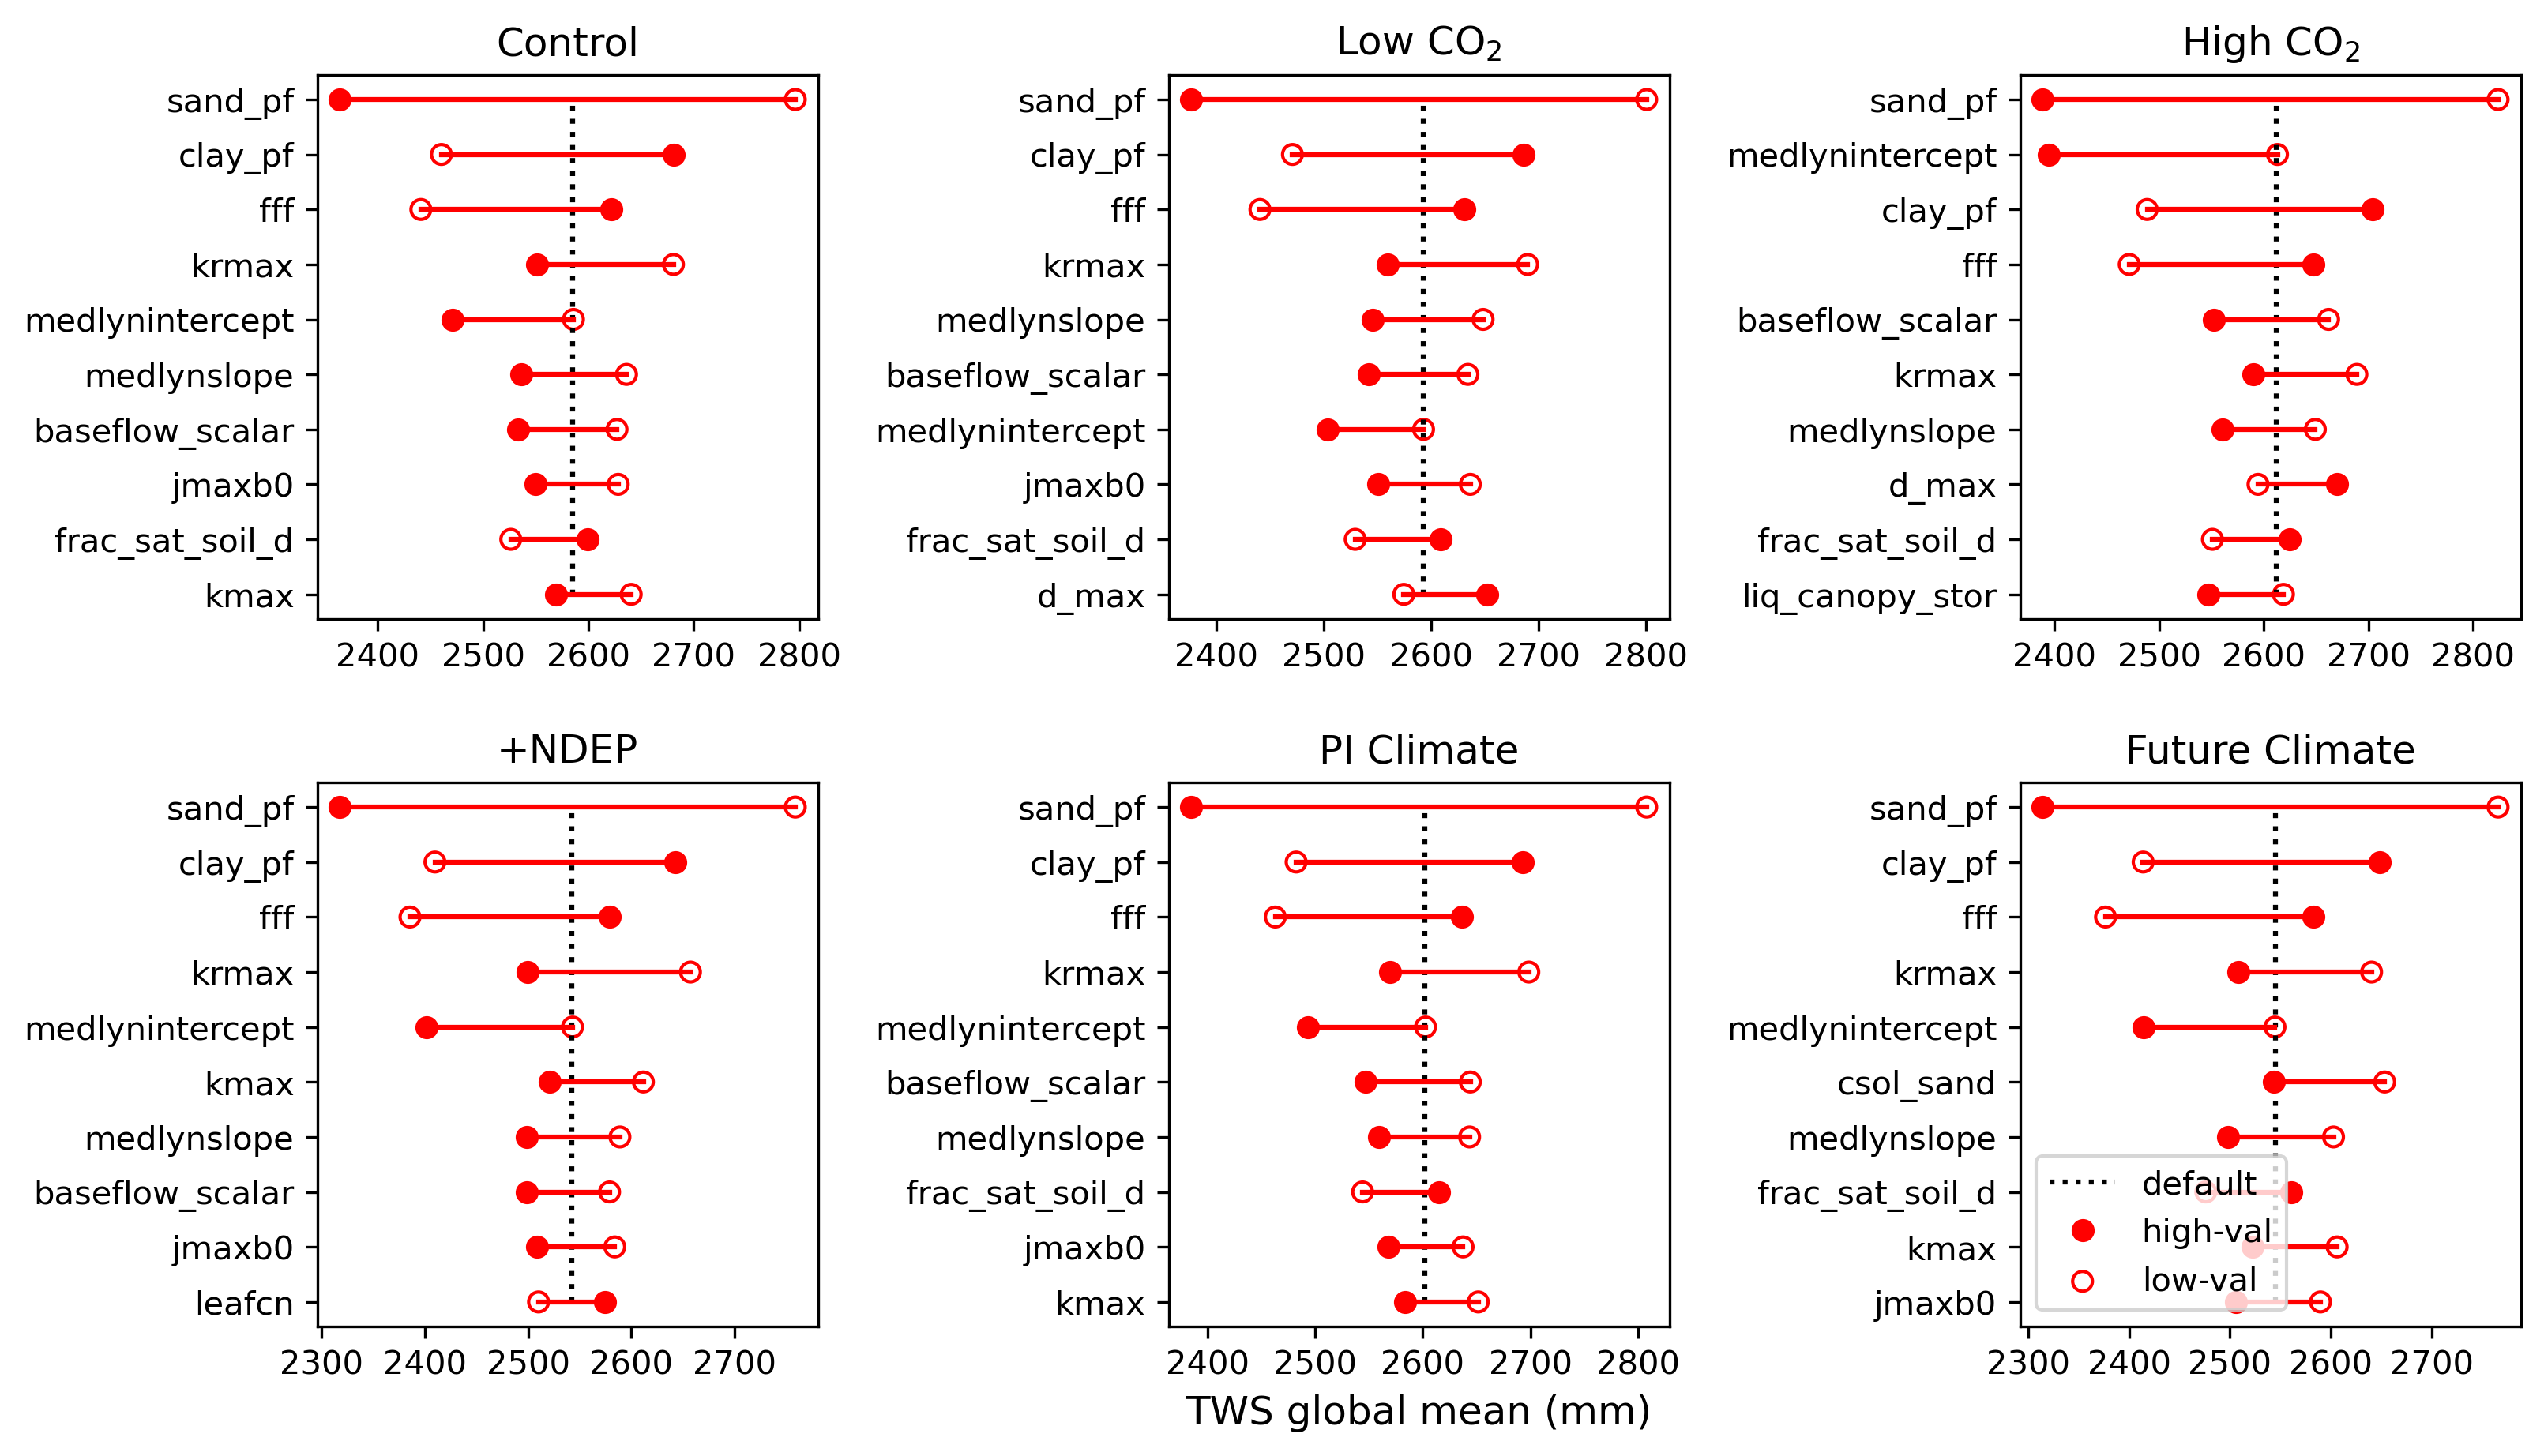 Control
sand_pf
clay_pf
fff
krmax
medlynintercept
medlynslope
baseflow_scalar
jmaxb0
frac_sat_soil_d
kmax
2400 2500 2600 2700 2800
Low CO₂
sand_pf
clay_pf
fff
krmax
medlynslope
baseflow_scalar
medlynintercept
jmaxb0
frac_sat_soil_d
d_max
2400 2500 2600 2700 2800
High CO₂
sand_pf
medlynintercept
clay_pf
fff
baseflow_scalar
krmax
medlynslope
d_max
frac_sat_soil_d
liq_canopy_stor
2400 2500 2600 2700 2800
+NDEP
sand_pf
clay_pf
fff
krmax
medlynintercept
kmax
medlynslope
baseflow_scalar
jmaxb0
leafcn
2300 2400 2500 2600 2700
PI Climate
sand_pf
clay_pf
fff
krmax
medlynintercept
baseflow_scalar
medlynslope
frac_sat_soil_d
jmaxb0
kmax
2400 2500 2600 2700 2800
TWS global mean (mm)
Future Climate
sand_pf
clay_pf
fff
krmax
medlynintercept
csol_sand
medlynslope
frac_sat_soil_d
kmax
jmaxb0
default
high-val
low-val
2300 2400 2500 2600 2700